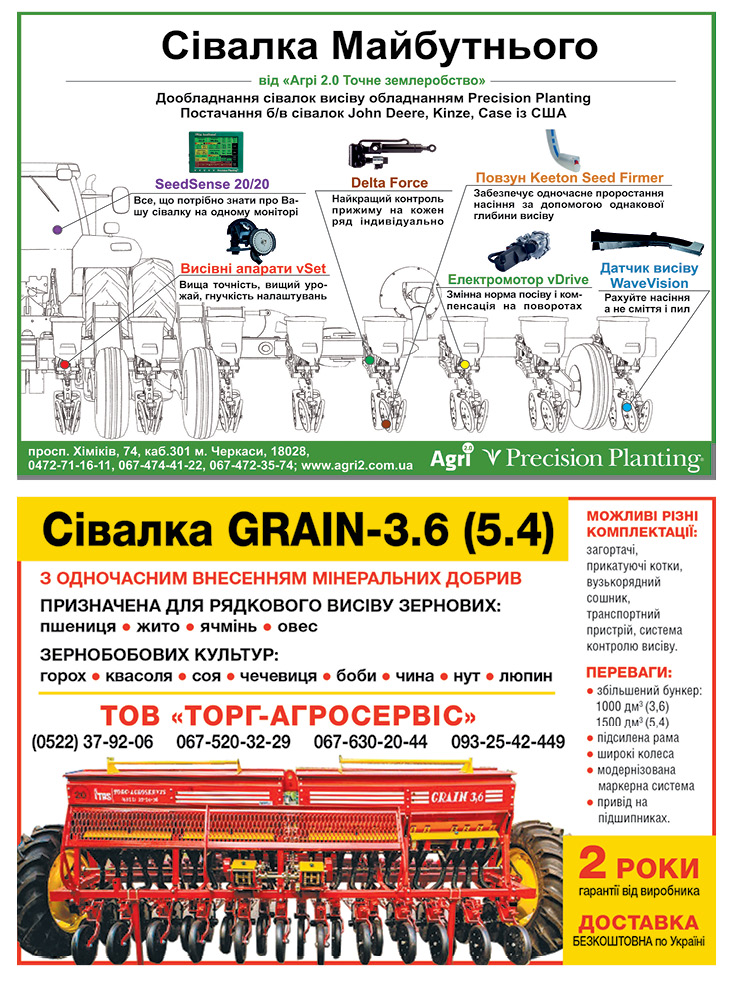 Сівалка Майбутнього
від «Агрі 2.0 Точне землеробство»
Дообладнання сівалок висіву обладнанням Precision Planting
Постачання б/в сівалок John Deere, Kinze, Case із США
SeedSense 20/20
Все, що потрібно знати про Ва-
шу сівалку на одному моніторі
Delta Force
Найкращий контроль
прижиму на кожен
ряд індивідуально
Повзун Keeton Seed Firmer
Забезпечує одночасне проростання
насіння за допомогою однакової
глибини висіву
Висівні апарати vSet
Вища точність, вищий уро-
жай, гнучкість налаштувань
Електромотор vDrive
Змінна норма посіву і ком-
пенсація на поворотах
Датчик висіву
WaveVision
Рахуйте насіння
а не сміття і пил
просп. Хіміків, 74, каб.301 м. Черкаси, 18028,
0472-71-16-11, 067-474-41-22, 067-472-35-74; www.agri2.com.ua
Agri 2.0
Precision Planting®
Сівалка GRAIN-3.6 (5.4)
З ОДНОЧАСНИМ ВНЕСЕННЯМ МІНЕРАЛЬНИХ ДОБРИВ
ПРИЗНАЧЕНА ДЛЯ РЯДКОВОГО ВИСІВУ ЗЕРНОВИХ:
пшениця ● жито ● ячмінь ● овес
ЗЕРНОБОБОВИХ КУЛЬТУР:
горох ● квасоля ● соя ● чечевиця ● боби ● чина ● нут ● люпин
ТОВ «ТОРГ-АГРОСЕРВІС»
(0522) 37-92-06 067-520-32-29 067-630-20-44 093-25-42-449
GRAIN 3,6
МОЖЛИВІ РІЗНІ
КОМПЛЕКТАЦІЇ:
загортачі,
прикатуючі котки,
вузькорядний
сошник,
транспортний
пристрій, система
контролю висіву.
ПЕРЕВАГИ:
● збільшений бункер:
1000 дм³ (3,6)
1500 дм³ (5,4)
● підсилена рама
● широкі колеса
● модернізована
маркерна система
● привід на
підшипниках.
2 РОКИ
гарантії від виробника
ДОСТАВКА
БЕЗКОШТОВНА по Україні